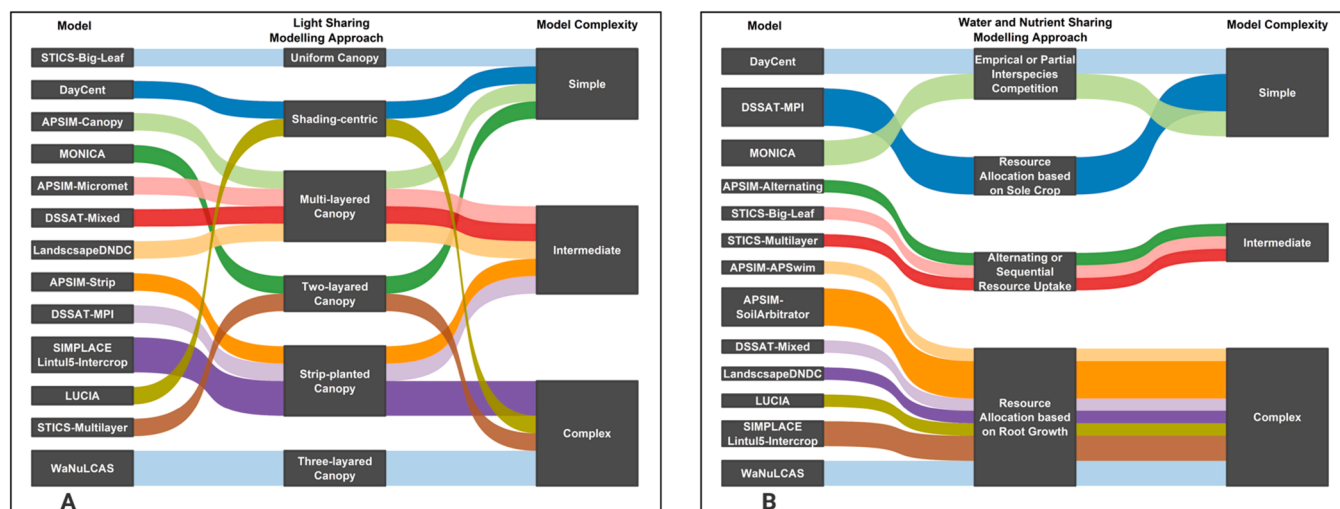 Model
Light Sharing
Modelling Approach
Model Complexity
STICS-Big-Leaf
DayCent
APSIM-Canopy
MONICA
APSIM-Micromet
DSSAT-Mixed
LandscsapeDNDC
APSIM-Strip
DSSAT-MPI
SIMPLACE
Lintul5-Intercrop
LUCIA
STICS-Multilayer
WaNuLCAS
Uniform Canopy
Shading-centric
Multi-layered
Canopy
Two-layared
Canopy
Strip-planted
Canopy
Three-layared
Canopy
Simple
Intermediate
Complex
A
Model
Water and Nutrient Sharing
Modelling Approach
Model Complexity
DayCent
DSSAT-MPI
MONICA
APSIM-Alternating
STICS-Big-Leaf
STICS-Multilayer
APSIM-APSwim
APSIM-
SoilArbitrator
DSSAT-Mixed
LandscsapeDNDC
LUCIA
SIMPLACE
Lintul5-Intercrop
WaNuLCAS
Emprical or Partial
Interspecies
Competition
Resource
Allocation based
on Sole Crop
Alternating or
Sequential
Resource Uptake
Resource
Allocation based
on Root Growth
Simple
Intermediate
Complex
B